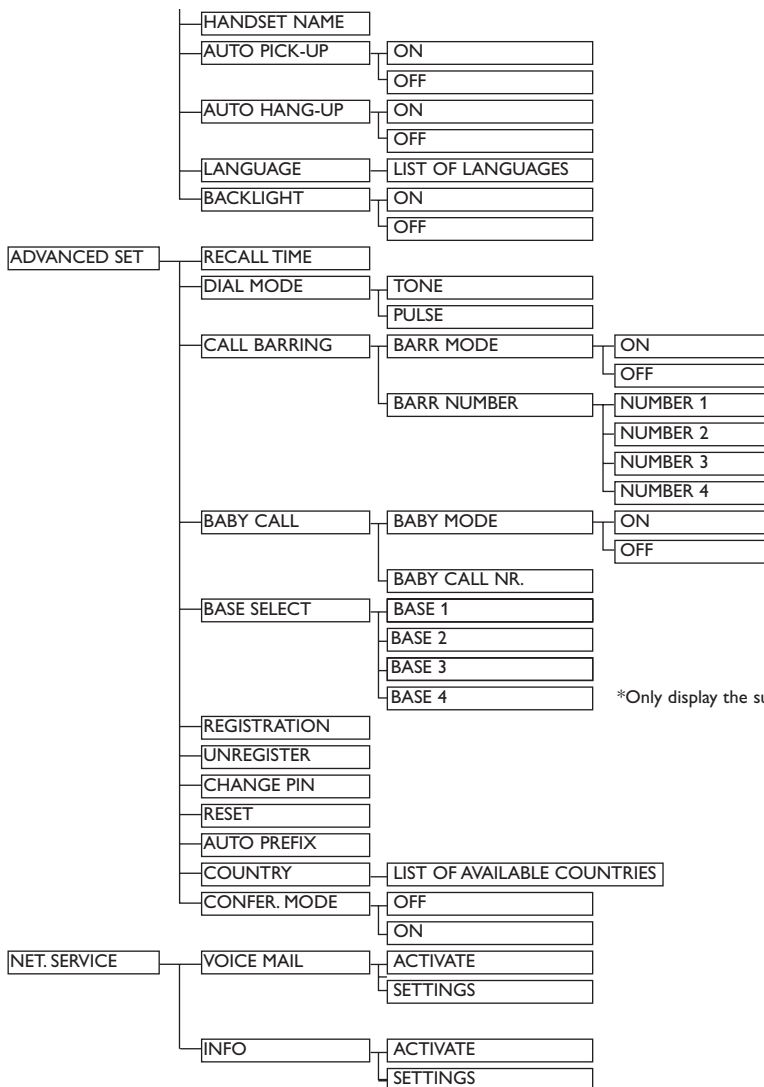 HANDSET NAME
AUTO PICK-UP ON
OFF
AUTO HANG-UP ON
OFF
LANGUAGE LIST OF LANGUAGES
BACKLIGHT ON
OFF
ADVANCED SET RECALL TIME
DIAL MODE TONE
PULSE
CALL BARRING BARR MODE ON
OFF
BARR NUMBER NUMBER 1
NUMBER 2
NUMBER 3
NUMBER 4
BABY CALL BABY MODE ON
OFF
BABY CALL NR.
BASE SELECT BASE 1
BASE 2
BASE 3
BASE 4 *Only display the su
REGISTRATION
UNREGISTER
CHANGE PIN
RESET
AUTO PREFIX
COUNTRY LIST OF AVAILABLE COUNTRIES
CONFER. MODE OFF
ON
NET. SERVICE VOICE MAIL ACTIVATE
SETTINGS
INFO ACTIVATE
SETTINGS